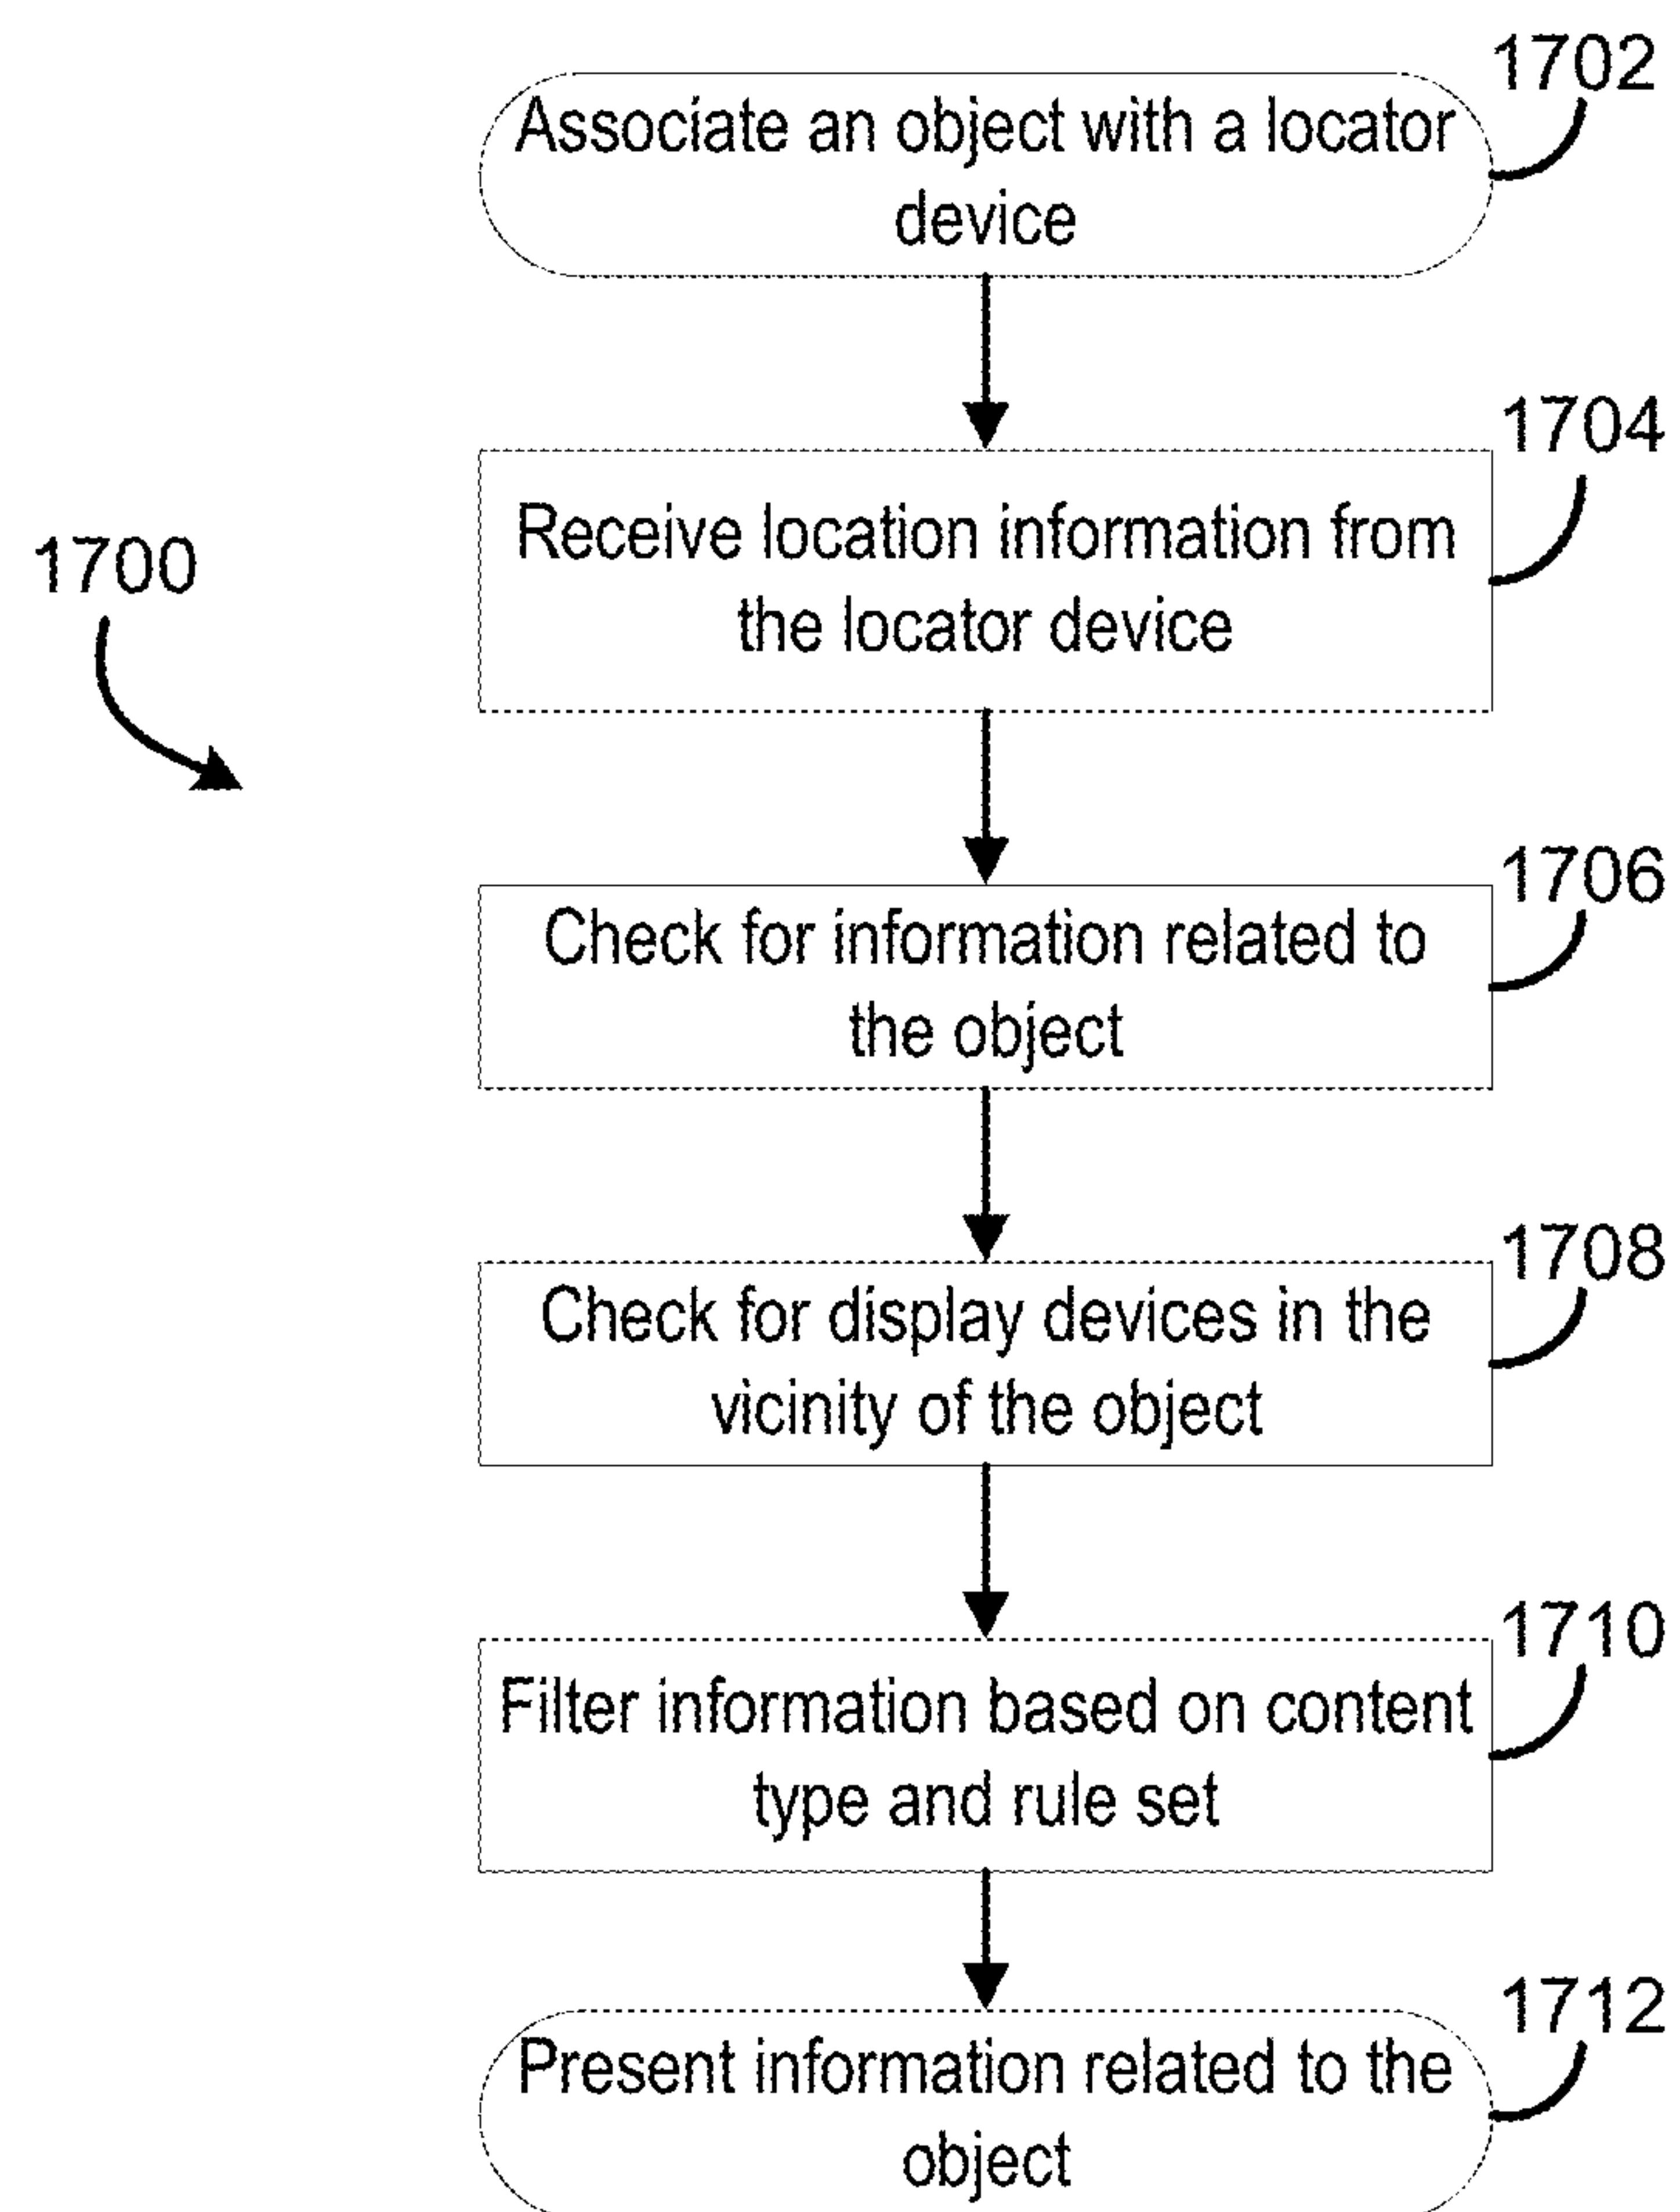 1702
Associate an object with a locator
device
1704
Receive location information from
the locator device
1700
1706
Check for information related to
the object
1708
Check for display devices in the
vicinity of the object
1710
Filter information based on content
type and rule set
1712
Present information related to the
object